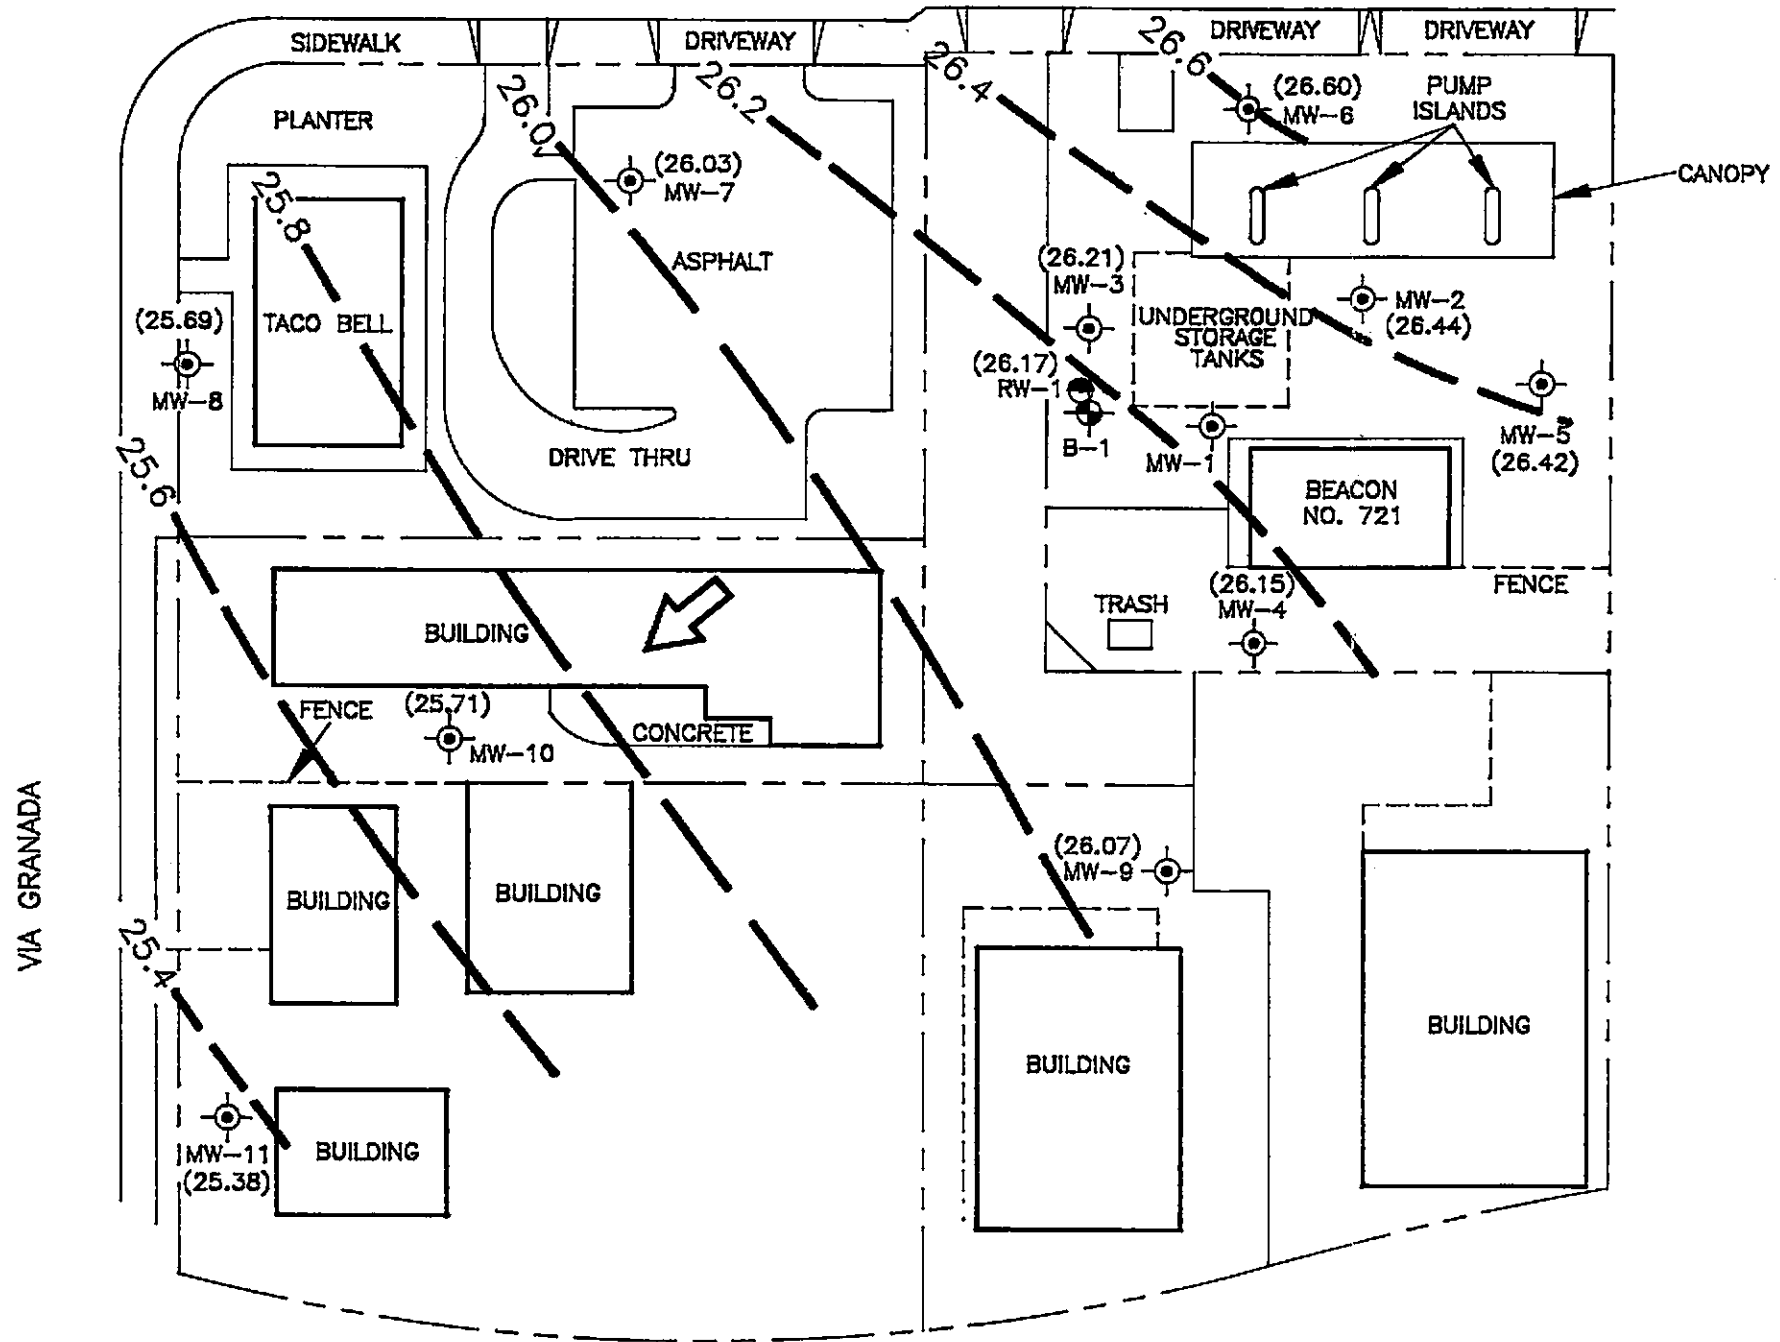 SIDEWALK
DRIVEWAY
DRIVEWAY
DRIVEWAY
26.6
26.4
26.2
26.0
(26.60)
MW-6
PUMP
ISLANDS
PLANTER
(26.03)
MW-7
CANOPY
25.8
ASPHALT
(26.21)
MW-3
MW-2
(26.44)
(25.69)
MW-8
TACO BELL
UNDERGROUND
STORAGE
TANKS
(26.17)
RW-1
B-1
MW-1
MW-5
(26.42)
DRIVE THRU
25.6
BEACON
NO. 721
(26.15)
MW-4
FENCE
TRASH
BUILDING
FENCE
(25.71)
MW-10
CONCRETE
VIA GRANADA
(26.07)
MW-9
BUILDING
BUILDING
25.4
BUILDING
BUILDING
MW-11
(25.38)
BUILDING